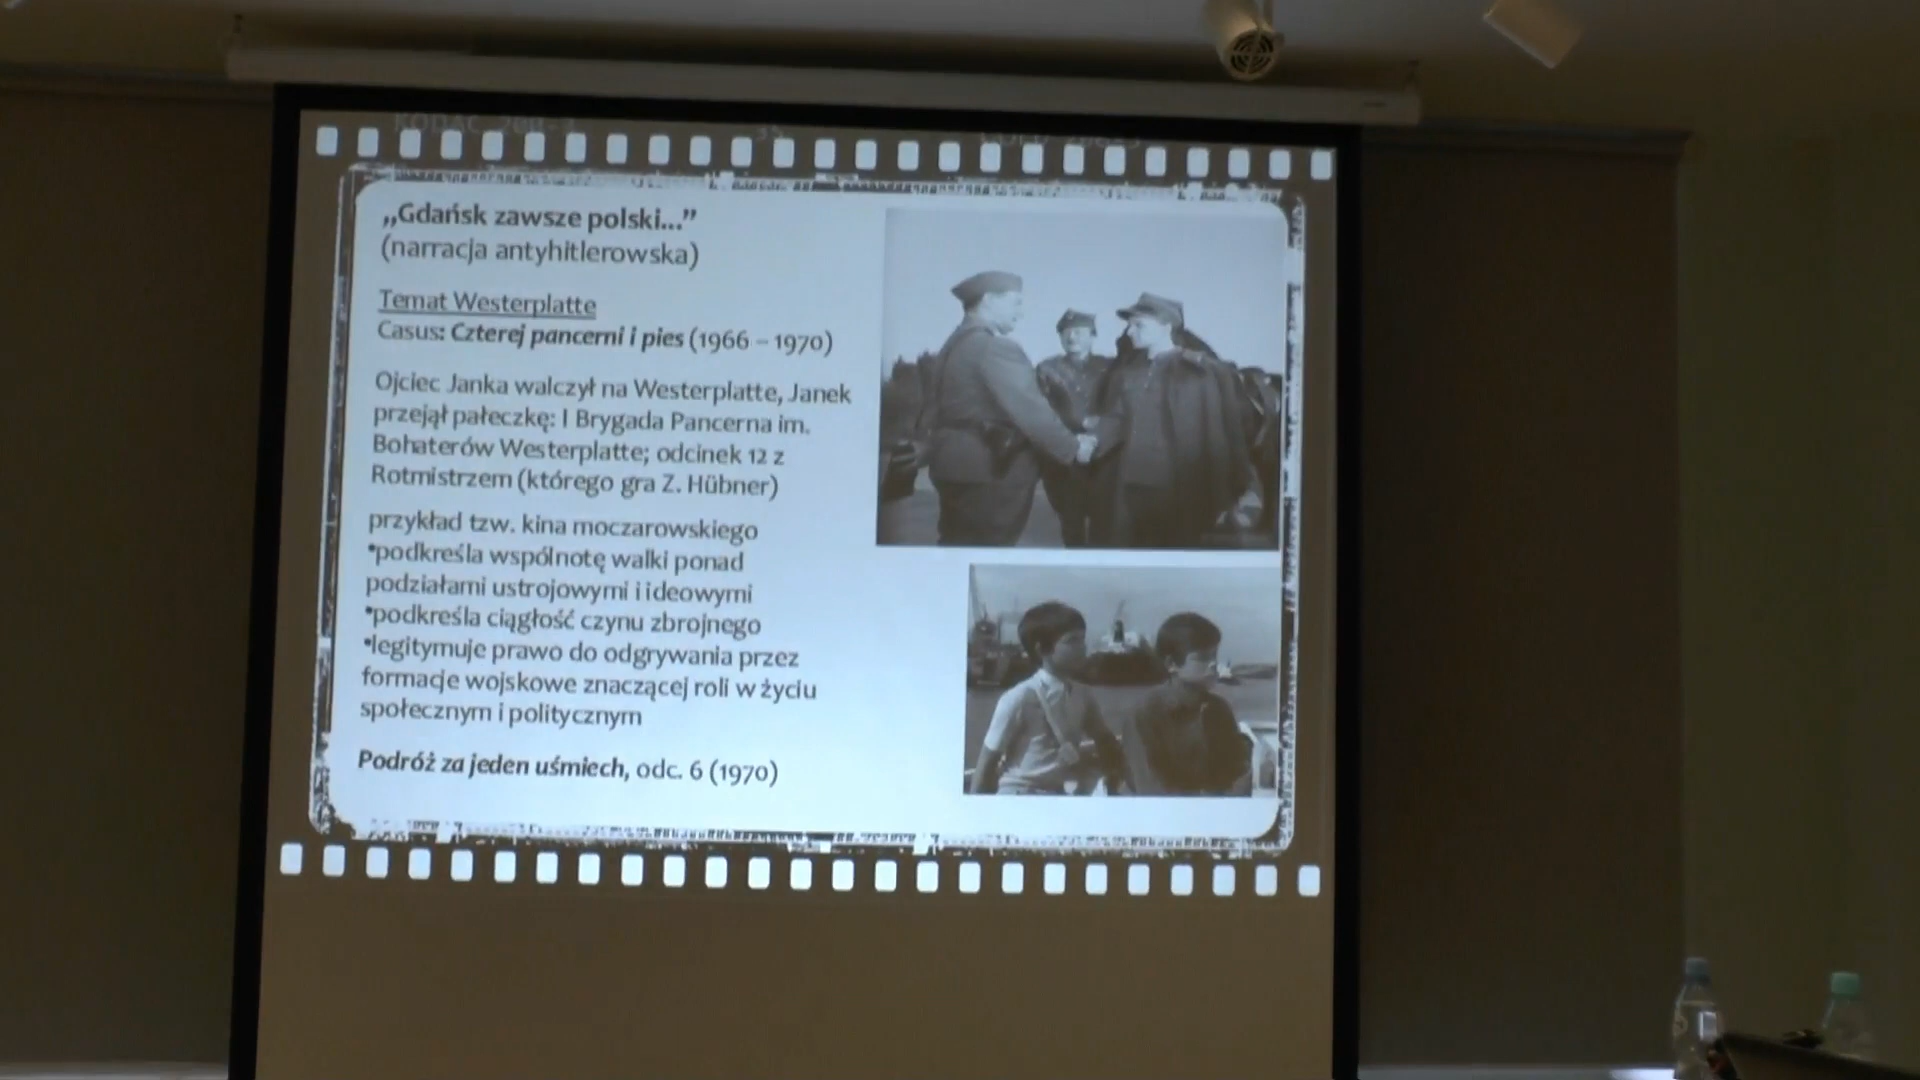 „Gdańsk zawsze polski...”
(narracja antyhitlerowska)
Temat Westerplatte
Casus: Czterej pancerni i pies (1966 – 1970)
Ojciec Janka walczył na Westerplatte, Janek
przejął pałeczkę: I Brygada Pancerna im.
Bohaterów Westerplatte; odcinek 12 z
Rotmistrzem (którego gra Z. Hübner)
przykład tzw. kina moczarowskiego
•podkreśla wspólnotę walki ponad
podziałami ustrojowymi i ideowymi
•podkreśla ciągłość czynu zbrojnego
•legitymuje prawo do odgrywania przez
formacje wojskowe znaczącej roli w życiu
społecznym i politycznym
Podróż za jeden uśmiech, odc. 6 (1970)